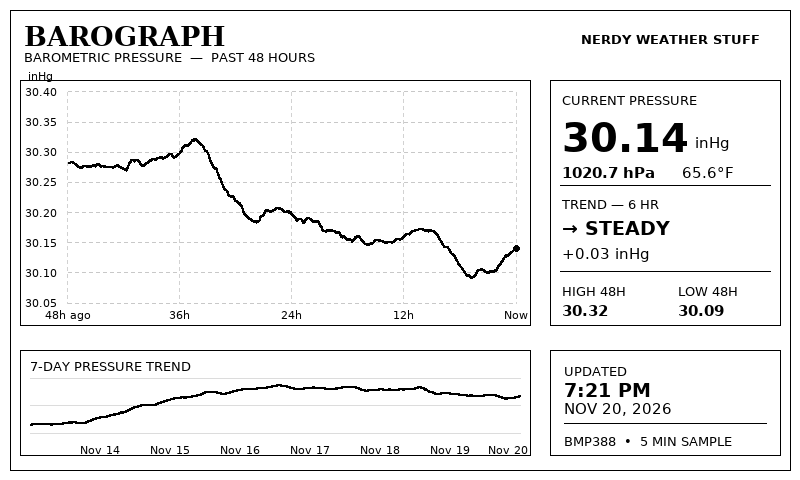 BAROGRAPH
BAROMETRIC PRESSURE — PAST 48 HOURS
NERDY WEATHER STUFF
inHg
30.40
30.35
30.30
30.25
30.20
30.15
30.10
30.05
48h ago 36h 24h 12h Now
CURRENT PRESSURE
30.14 inHg
1020.7 hPa 65.6°F
TREND — 6 HR
→ STEADY
+0.03 inHg
HIGH 48H LOW 48H
30.32 30.09
7-DAY PRESSURE TREND
Nov 14 Nov 15 Nov 16 Nov 17 Nov 18 Nov 19 Nov 20
UPDATED
7:21 PM
NOV 20, 2026
BMP388 • 5 MIN SAMPLE